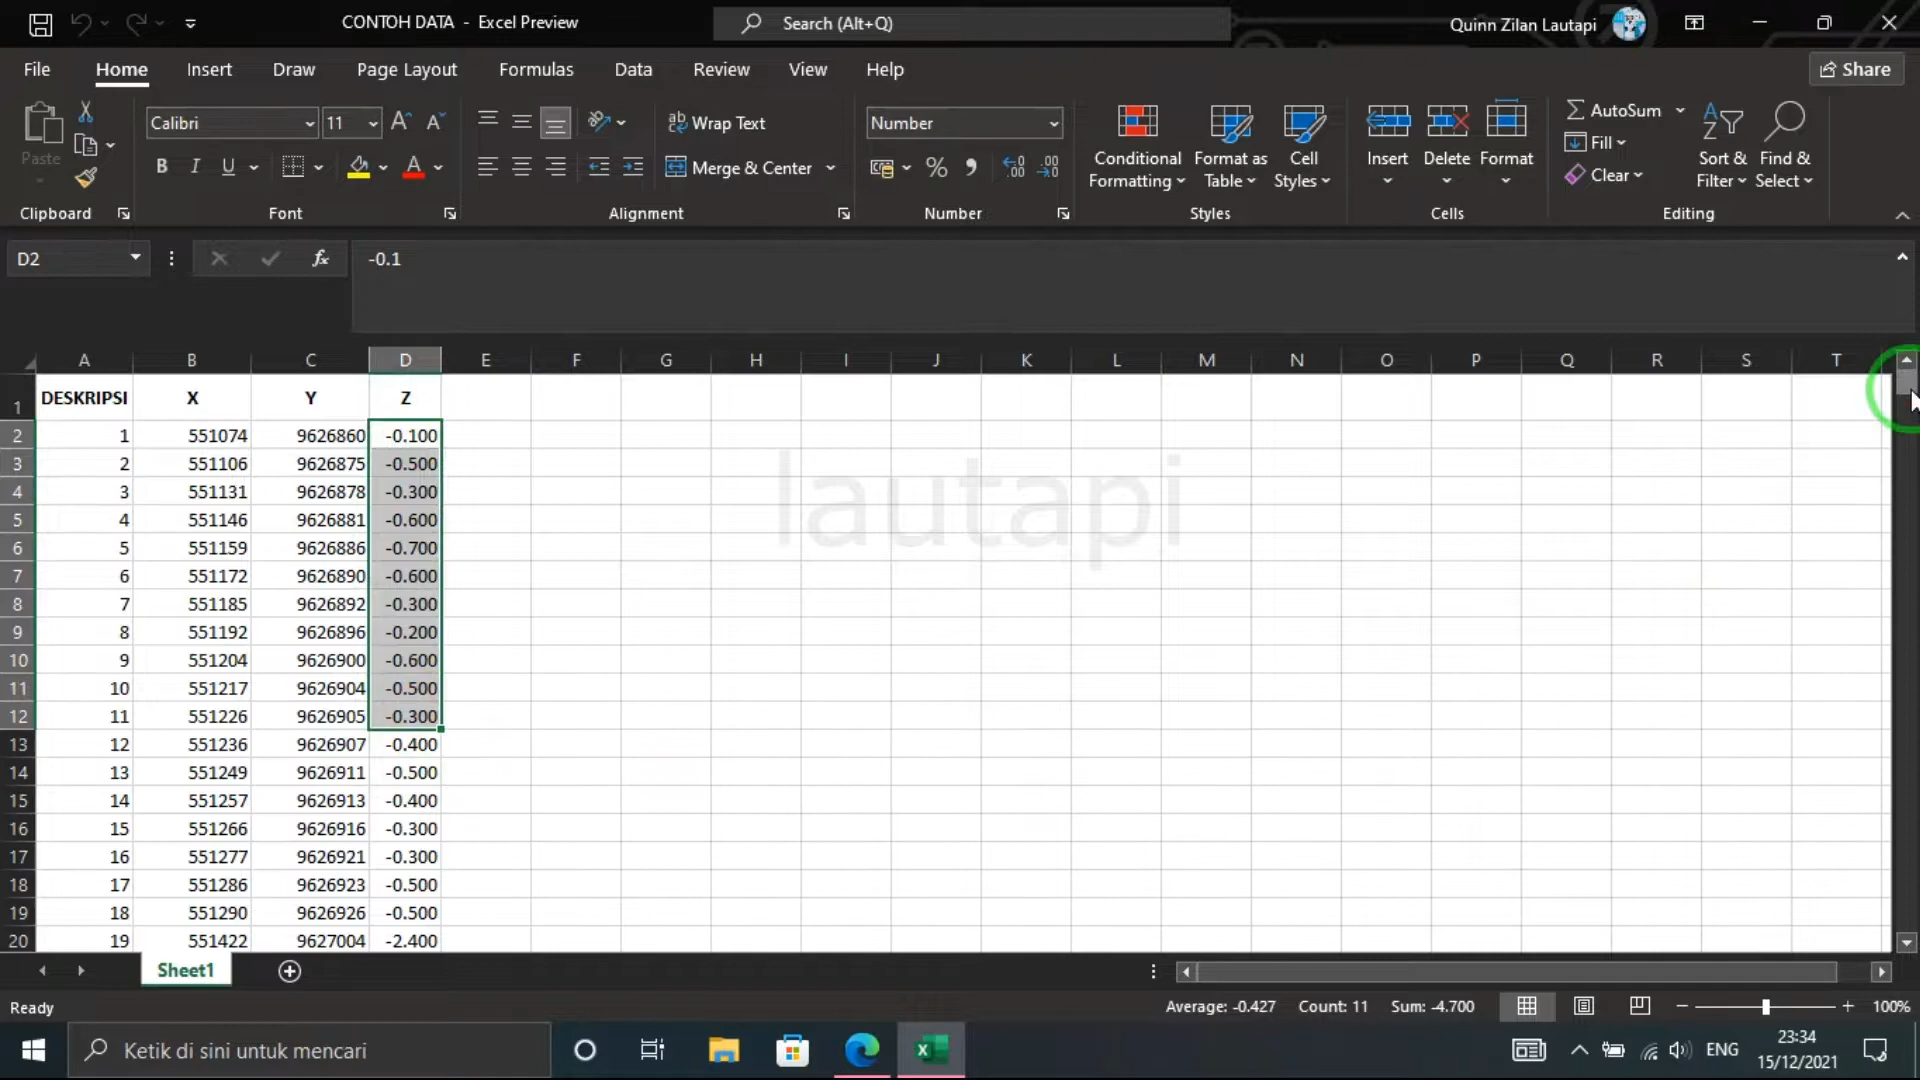 CONTOH DATA - Excel Preview
Search (Alt+Q)
Quinn Zilan Lautapi
File Home Insert Draw Page Layout Formulas Data Review View Help
Share
Paste
Calibri 11
B I U
Wrap Text
Merge & Center
Number
Conditional Formatting
Format as Table
Cell Styles
Insert Delete Format
AutoSum
Fill
Clear
Sort & Filter
Find & Select
Clipboard Font Alignment Number Styles Cells Editing
D2 fx -0.1
A B C D E F G H I J K L M N O P Q R S T
1 DESKRIPSI X Y Z
2 1 551074 9626860 -0.100
3 2 551106 9626875 -0.500
4 3 551131 9626878 -0.300
5 4 551146 9626881 -0.600
6 5 551159 9626886 -0.700
7 6 551172 9626890 -0.600
8 7 551185 9626892 -0.300
9 8 551192 9626896 -0.200
10 9 551204 9626900 -0.600
11 10 551217 9626904 -0.500
12 11 551226 9626905 -0.300
13 12 551236 9626907 -0.400
14 13 551249 9626911 -0.500
15 14 551257 9626913 -0.400
16 15 551266 9626916 -0.300
17 16 551277 9626921 -0.300
18 17 551286 9626923 -0.500
19 18 551290 9626926 -0.500
20 19 551422 9627004 -2.400
lautapi
Sheet1
Ready
Average: -0.427 Count: 11 Sum: -4.700
100%
Ketik di sini untuk mencari
ENG
23:34
15/12/2021